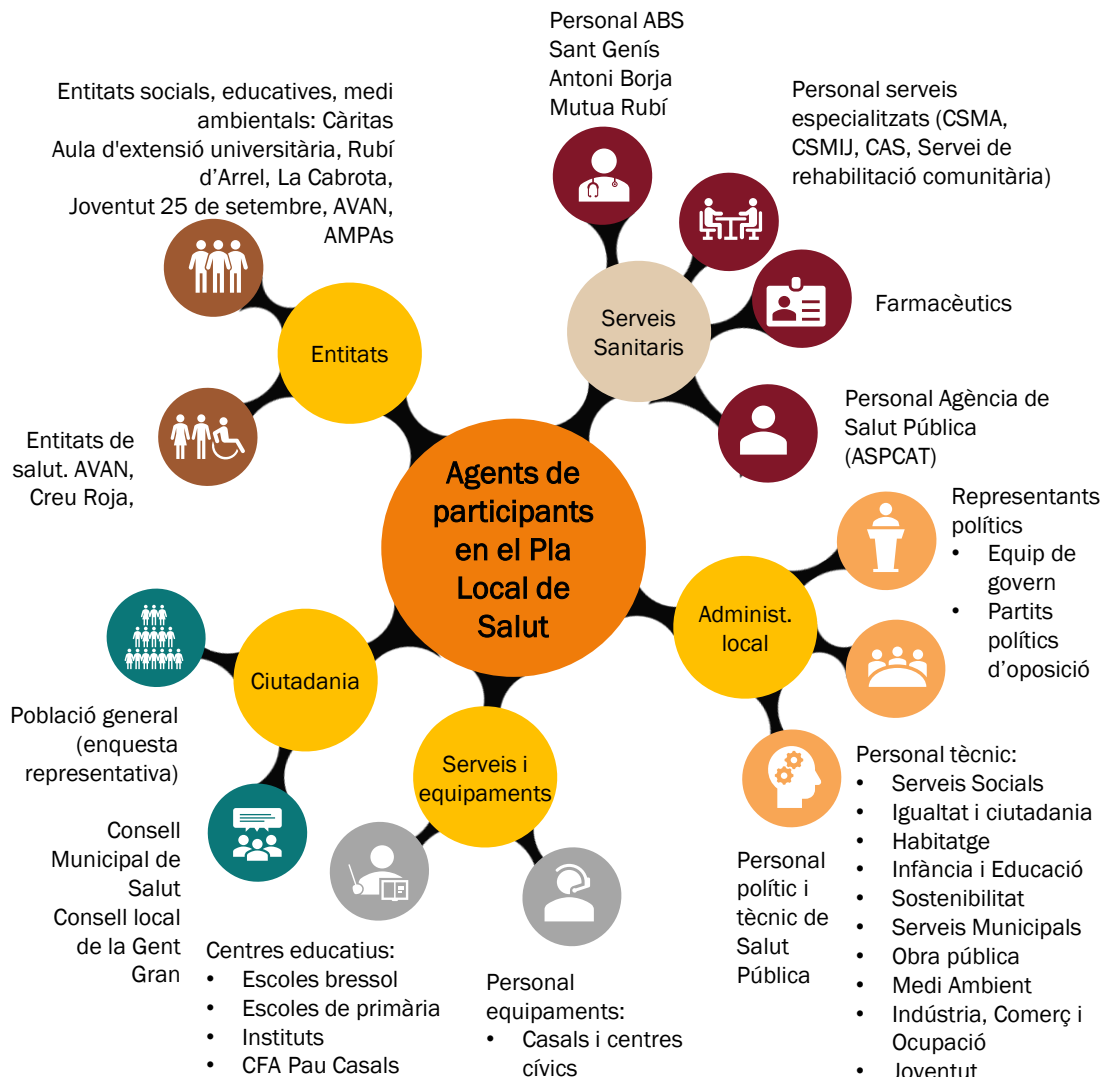 Personal ABS
Sant Genís
Antoni Borja
Mutua Rubí
Entitats socials, educatives, medi
ambientals: Càritas
Aula d'extensió universitària, Rubí
d’Arrel, La Cabrota,
Joventut 25 de setembre, AVAN,
AMPAs
Personal serveis
especialitzats (CSMA,
CSMIJ, CAS, Servei de
rehabilitació comunitària)
Farmacèutics
Serveis
Sanitaris
Entitats
Personal Agència de
Salut Pública
(ASPCAT)
Entitats de
salut. AVAN,
Creu Roja,
Agents de
participants
en el Pla
Local de
Salut
Representants
polítics
• Equip de
govern
• Partits
polítics
d’oposició
Administ.
local
Ciutadania
Població general
(enquesta
representativa)
Serveis i
equipaments
Consell
Municipal de
Salut
Consell local
de la Gent
Gran
Centres educatius:
• Escoles bressol
• Escoles de primària
• Instituts
• CFA Pau Casals
Personal
equipaments:
• Casals i centres
cívics
Personal
polític i
tècnic de
Salut
Pública
Personal tècnic:
• Serveis Socials
• Igualtat i ciutadania
• Habitatge
• Infància i Educació
• Sostenibilitat
• Serveis Municipals
• Obra pública
• Medi Ambient
• Indústria, Comerç i
Ocupació
• Joventut